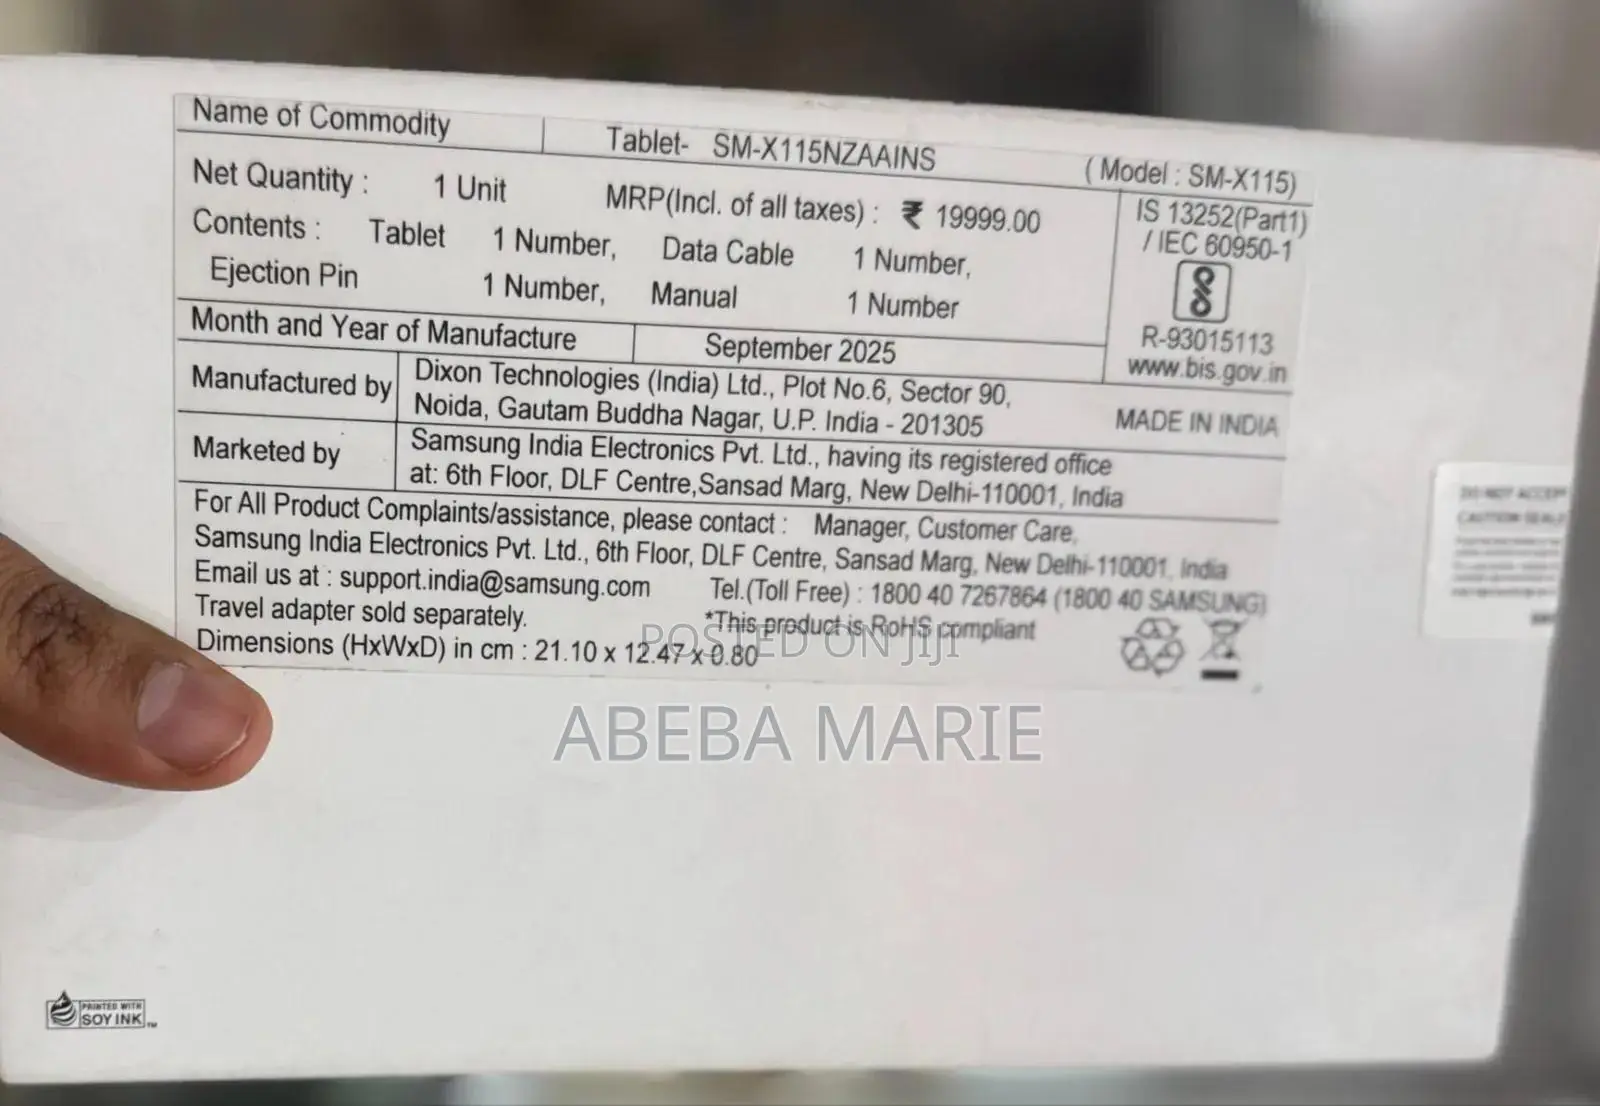 Name of Commodity Tablet- SM-X115NZAAINS ( Model : SM-X115)
Net Quantity : 1 Unit MRP(Incl. of all taxes) : ₹ 19999.00
Contents : Tablet 1 Number, Data Cable 1 Number,
Ejection Pin 1 Number, Manual 1 Number
IS 13252(Part1)
/ IEC 60950-1
R-93015113
www.bis.gov.in
Month and Year of Manufacture September 2025
Manufactured by Dixon Technologies (India) Ltd., Plot No.6, Sector 90,
Noida, Gautam Buddha Nagar, U.P. India - 201305
MADE IN INDIA
Marketed by Samsung India Electronics Pvt. Ltd., having its registered office
at: 6th Floor, DLF Centre,Sansad Marg, New Delhi-110001, India
For All Product Complaints/assistance, please contact : Manager, Customer Care,
Samsung India Electronics Pvt. Ltd., 6th Floor, DLF Centre, Sansad Marg, New Delhi-110001, India
Email us at : support.india@samsung.com Tel.(Toll Free) : 1800 40 7267864 (1800 40 SAMSUNG)
Travel adapter sold separately. *This product is RoHS compliant
Dimensions (HxWxD) in cm : 21.10 x 12.47 x 0.80
POSTED ON JIJI
ABEBA MARIE
DO NOT ACCEPT
CAUTION SEAL
PRINTED WITH
SOY INK™